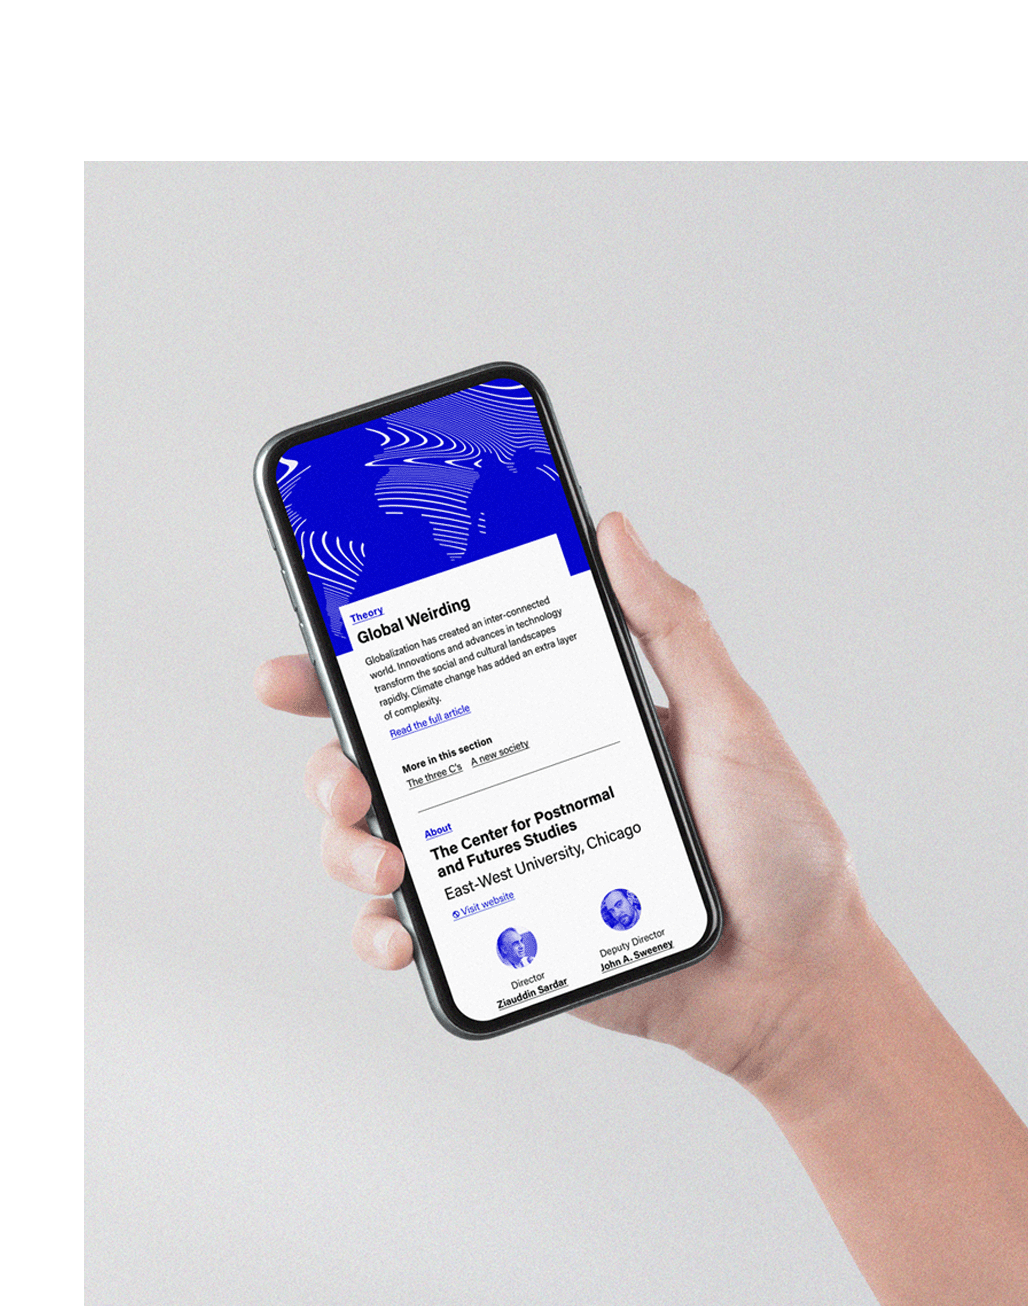 Theory
Global Weirding
Globalization has created an inter-connected
world. Innovations and advances in technology
transform the social and cultural landscapes
rapidly. Climate change has added an extra layer
of complexity.
Read the full article
More in this section
The three C's A new society
About
The Center for Postnormal
and Futures Studies
East-West University, Chicago
Visit website
Director
Ziauddin Sardar
Deputy Director
John A. Sweeney